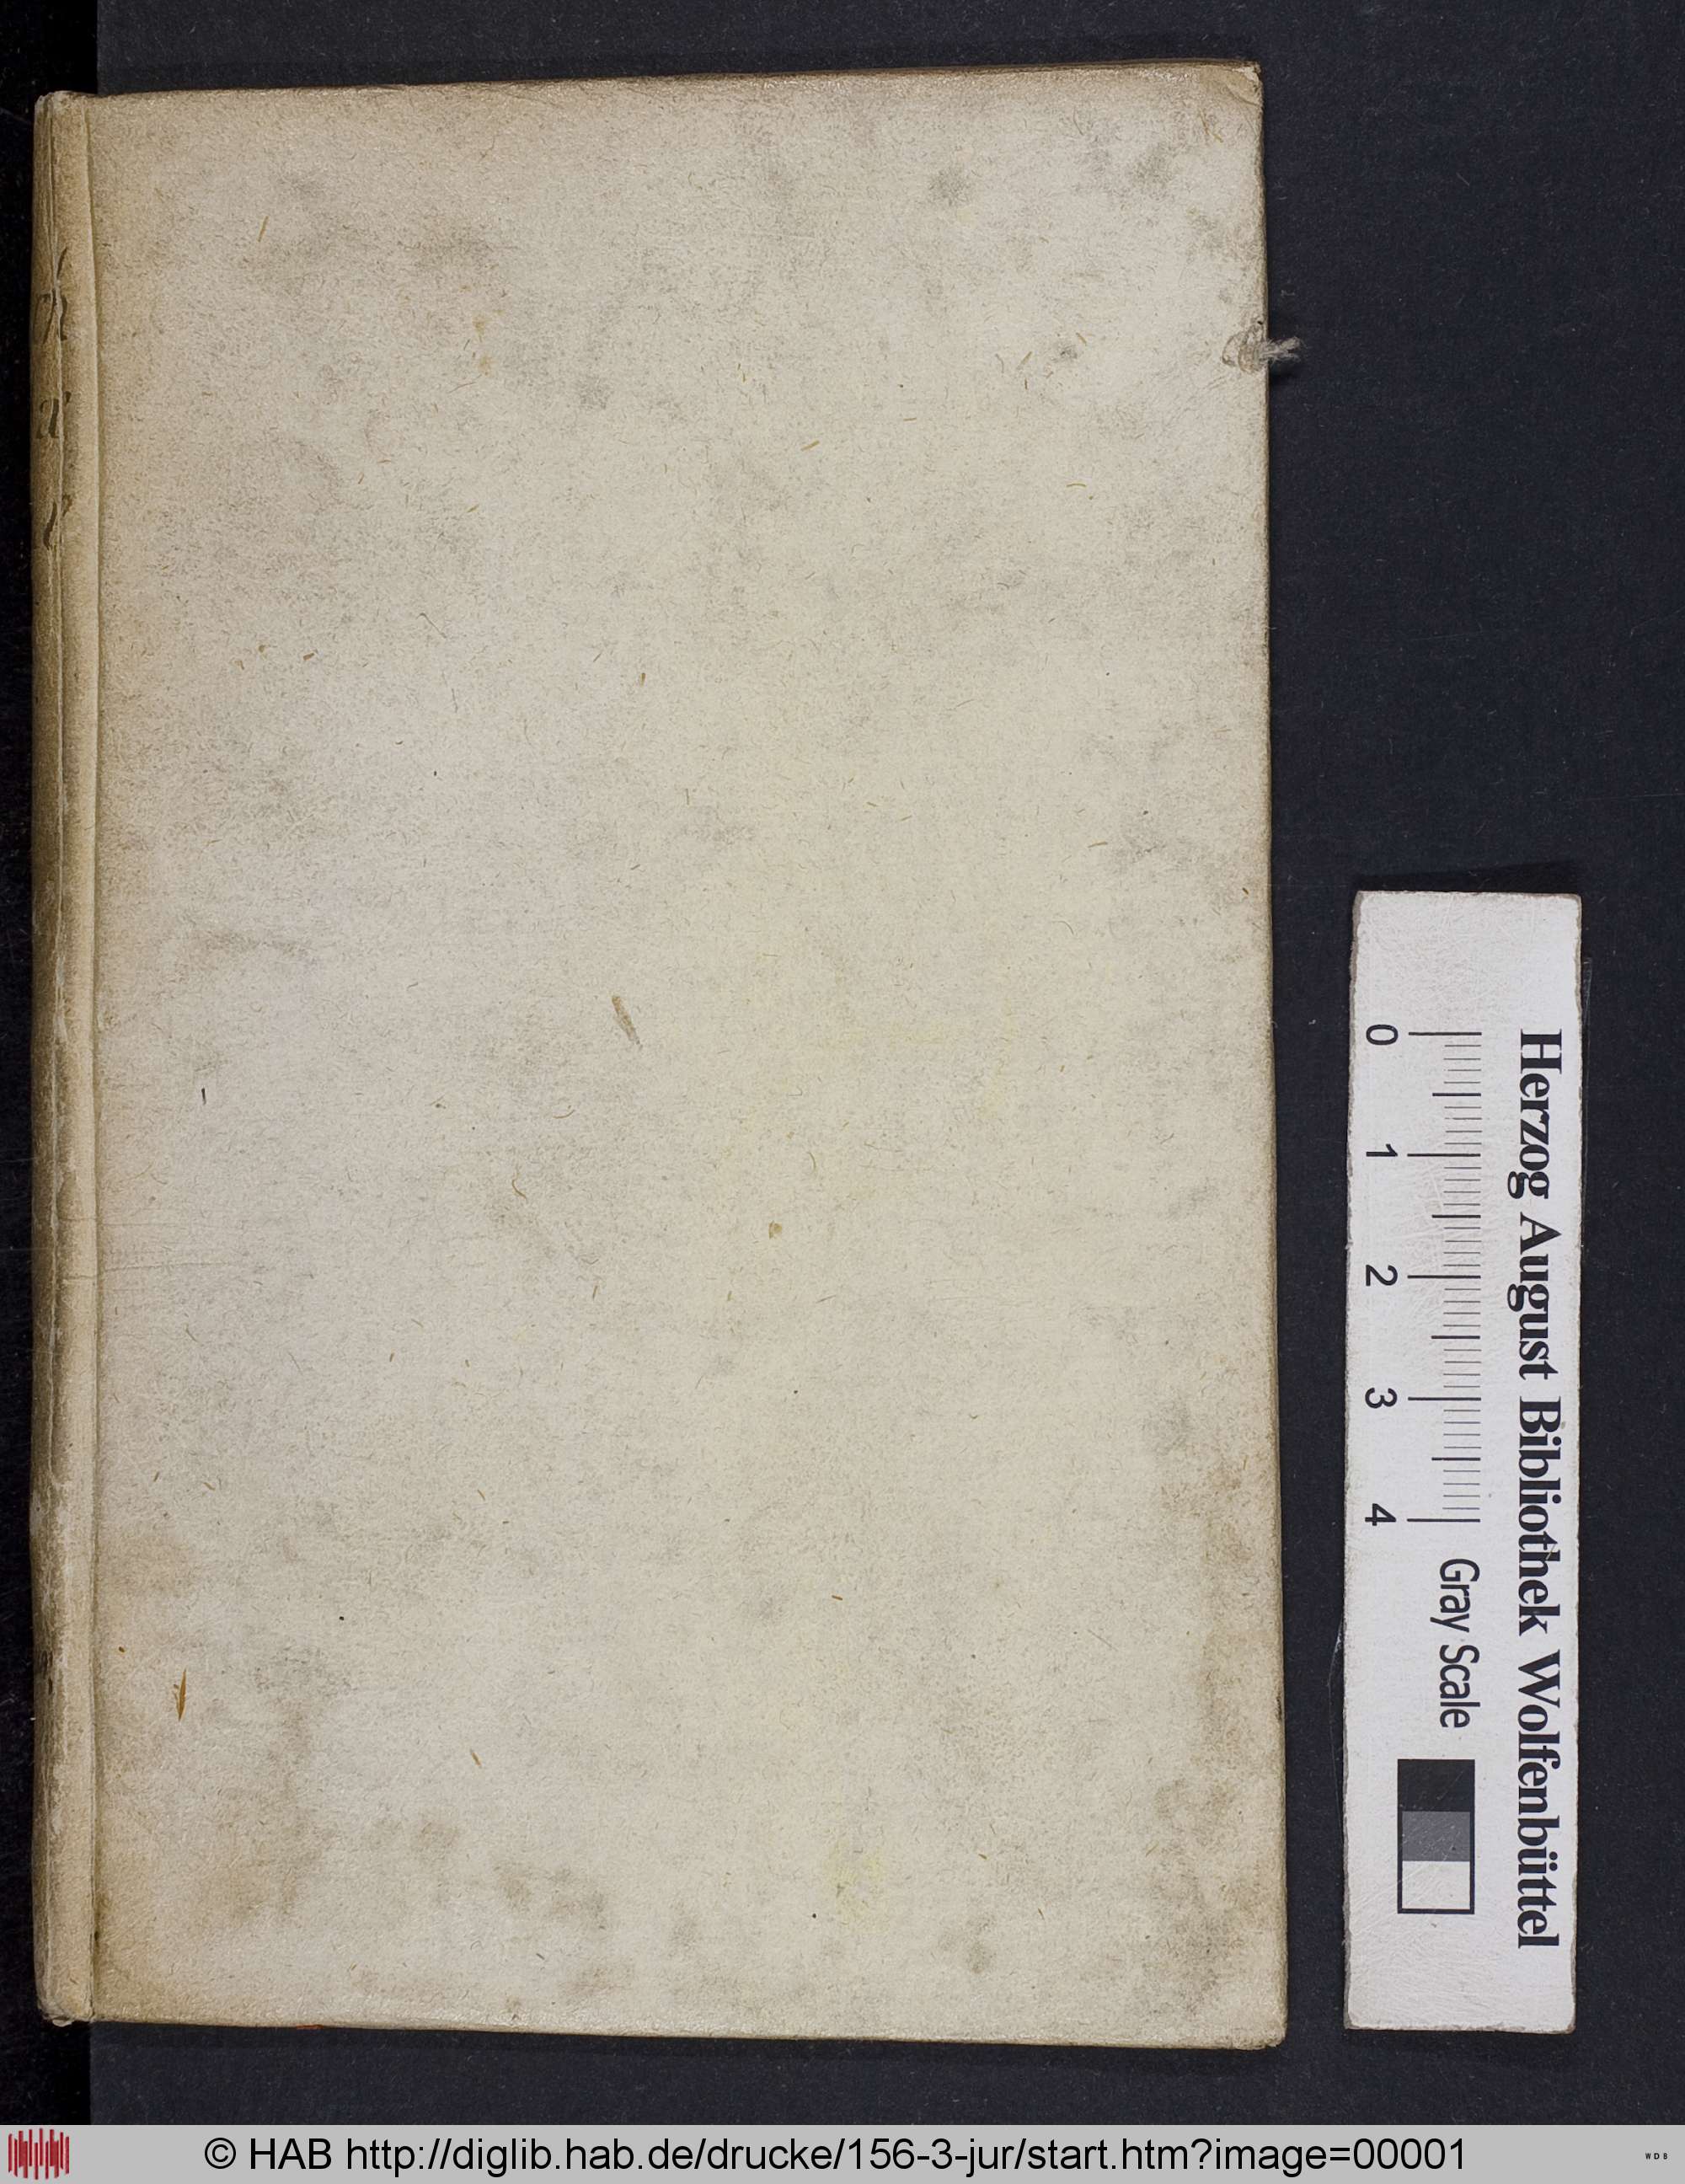 Herzog August Bibliothek Wolfenbüttel
0 1 2 3 4 Gray Scale
© HAB http://diglib.hab.de/drucke/156-3-jur/start.htm?image=00001
WDB